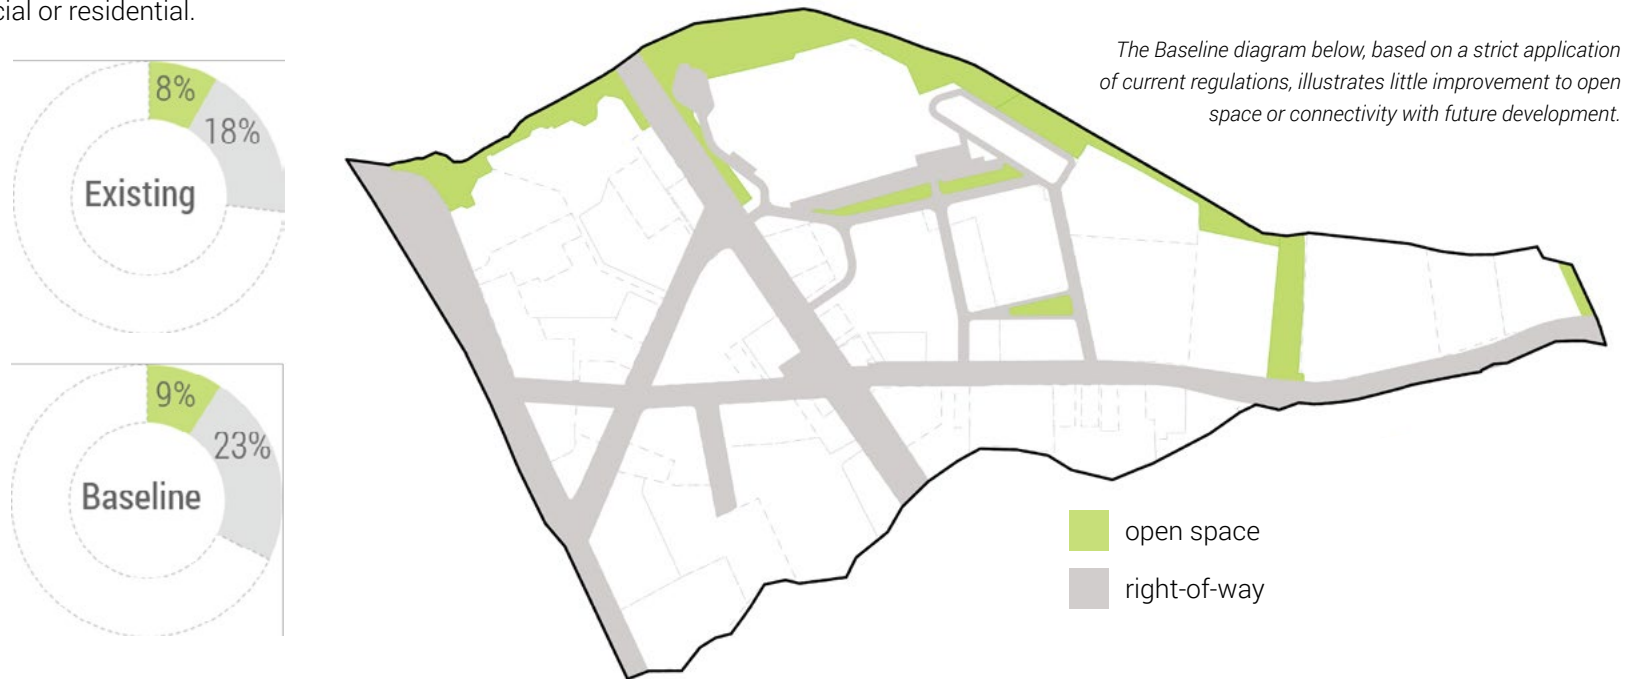 cial or residential.
8%
18%
Existing
9%
23%
Baseline
The Baseline diagram below, based on a strict application
of current regulations, illustrates little improvement to open
space or connectivity with future development.
open space
right-of-way